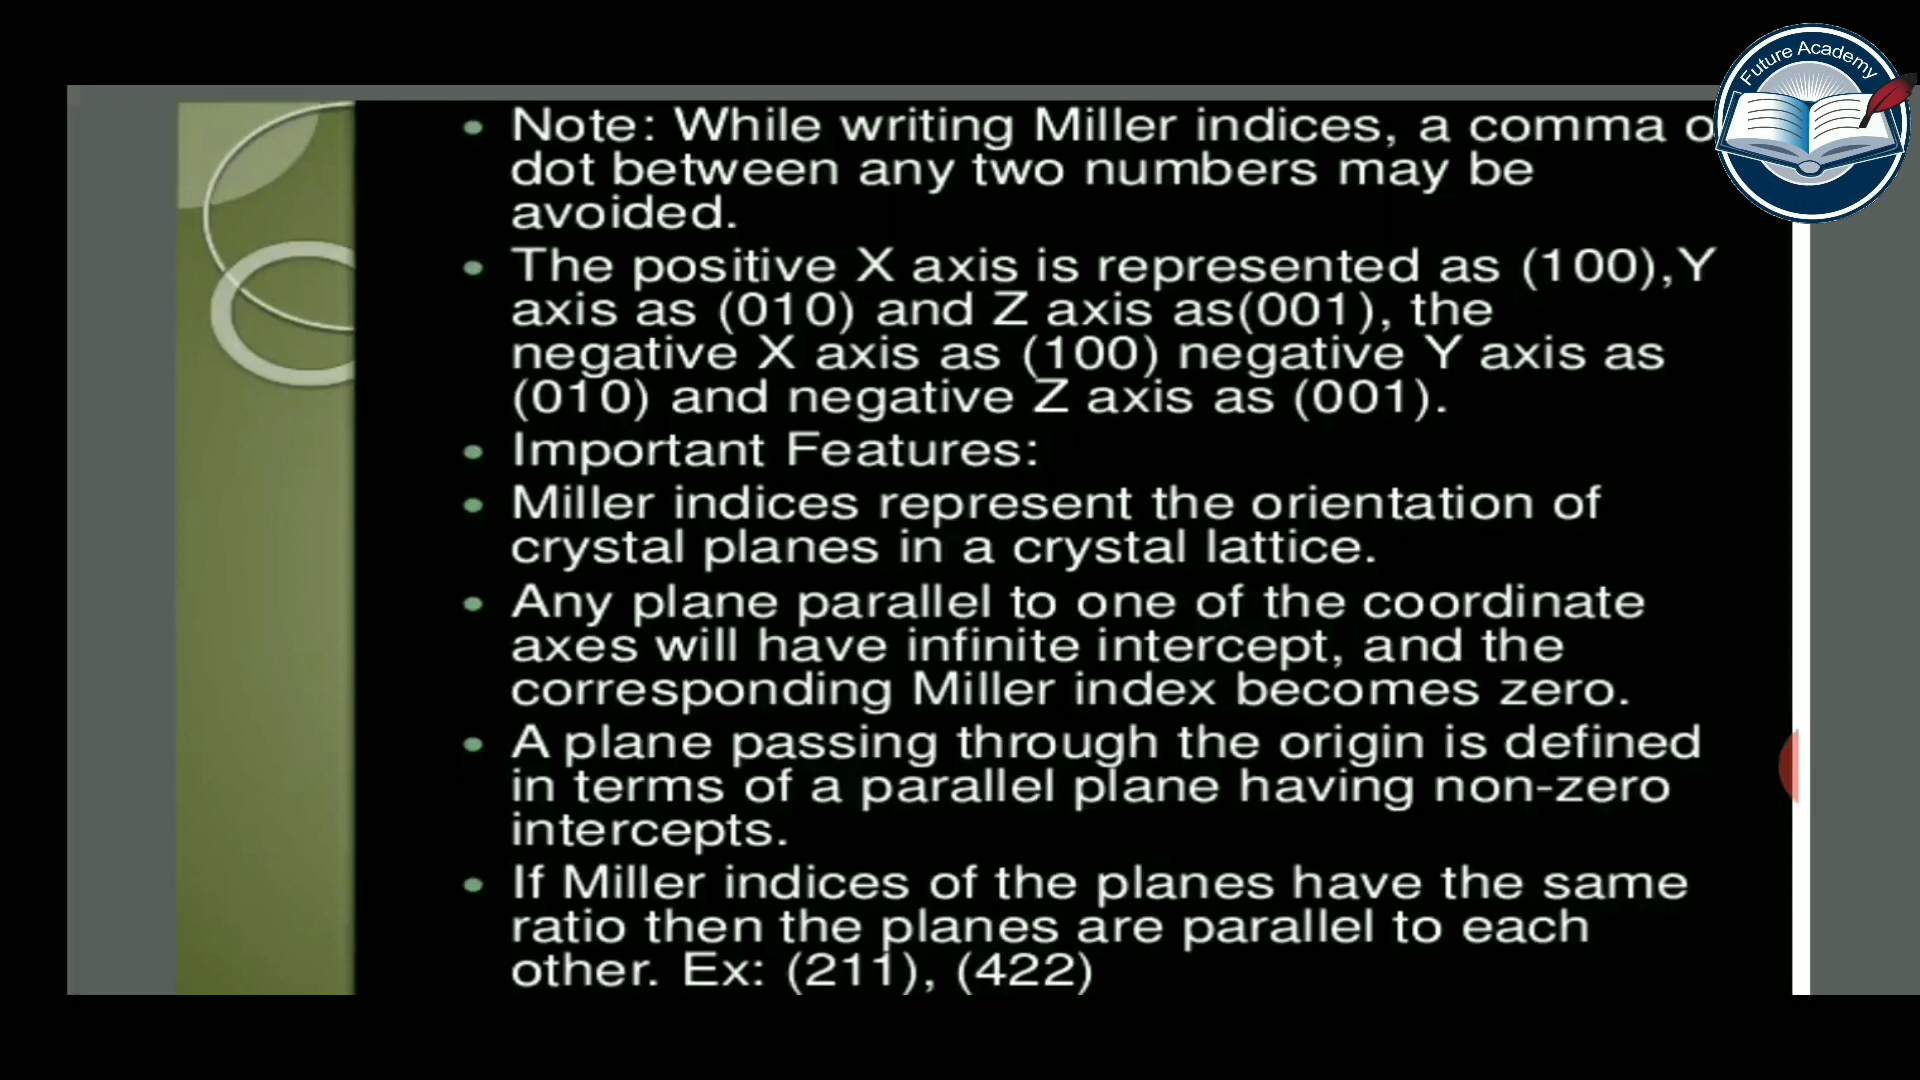 Future Academy
• Note: While writing Miller indices, a comma o
dot between any two numbers may be
avoided.
• The positive X axis is represented as (100),Y
axis as (010) and Z axis as(001), the
negative X axis as (100) negative Y axis as
(010) and negative Z axis as (001).
• Important Features:
• Miller indices represent the orientation of
crystal planes in a crystal lattice.
• Any plane parallel to one of the coordinate
axes will have infinite intercept, and the
corresponding Miller index becomes zero.
• A plane passing through the origin is defined
in terms of a parallel plane having non-zero
intercepts.
• If Miller indices of the planes have the same
ratio then the planes are parallel to each
other. Ex: (211), (422)